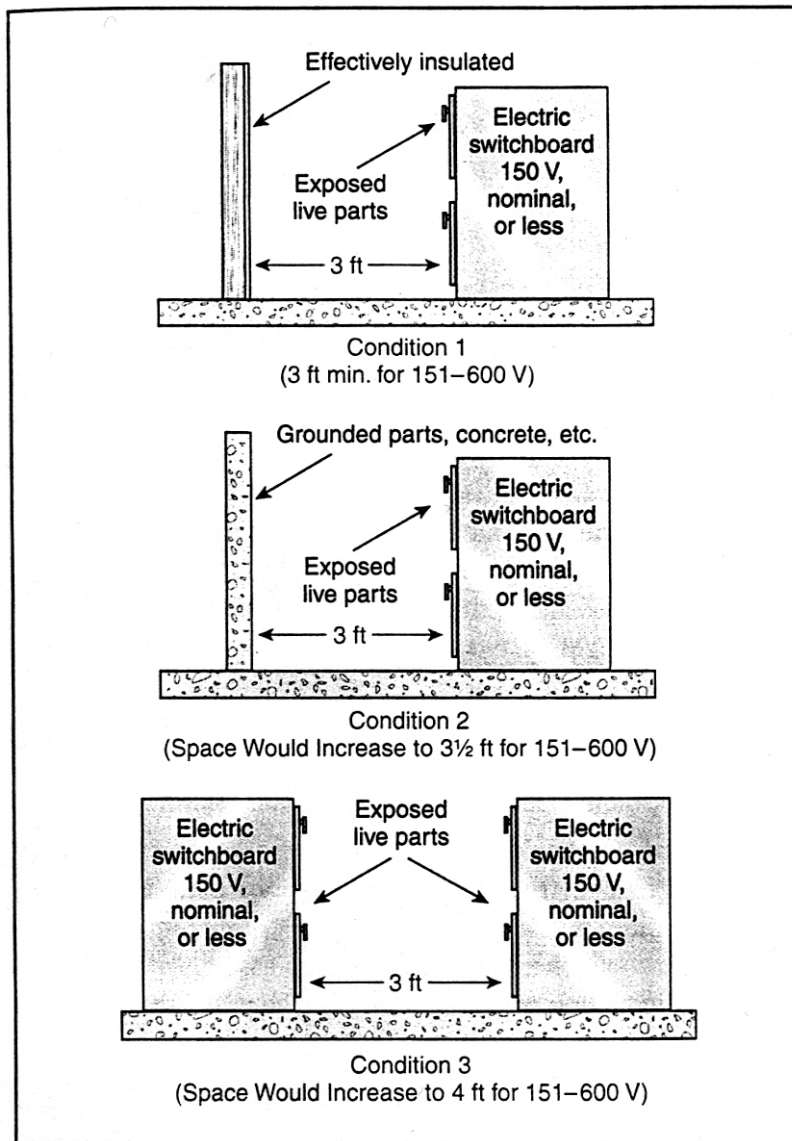 Effectively insulated
Electric
switchboard
150 V,
nominal,
or less
Exposed
live parts
3 ft
Condition 1
(3 ft min. for 151–600 V)
Grounded parts, concrete, etc.
Electric
switchboard
150 V,
nominal,
or less
Exposed
live parts
3 ft
Condition 2
(Space Would Increase to 3½ ft for 151–600 V)
Electric
switchboard
150 V,
nominal,
or less
Exposed
live parts
Electric
switchboard
150 V,
nominal,
or less
3 ft
Condition 3
(Space Would Increase to 4 ft for 151–600 V)